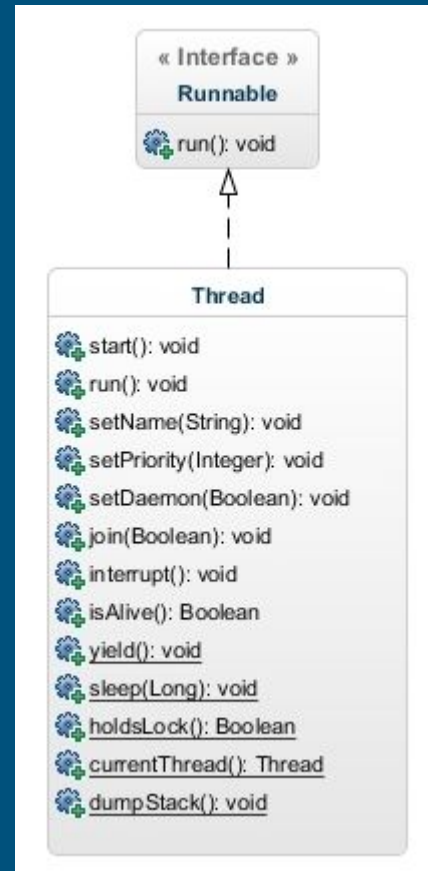 « Interface »
Runnable
run(): void
Thread
start(): void
run(): void
setName(String): void
setPriority(Integer): void
setDaemon(Boolean): void
join(Boolean): void
interrupt(): void
isAlive(): Boolean
yield(): void
sleep(Long): void
holdsLock(): Boolean
currentThread(): Thread
dumpStack(): void